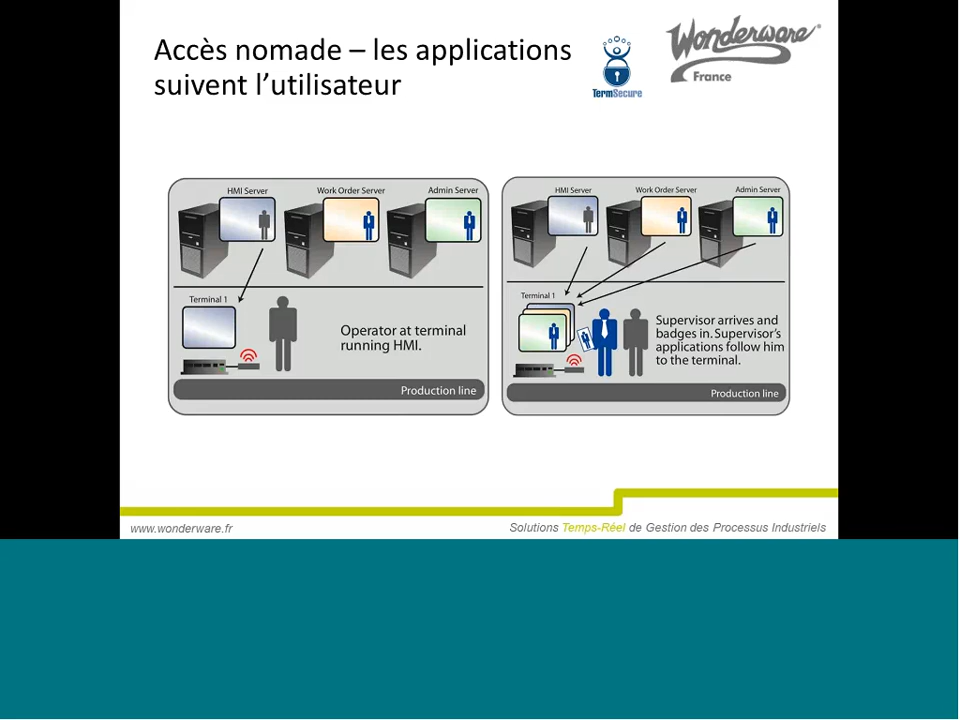 Accès nomade – les applications
suivent l’utilisateur
TermSecure
Wonderware®
France
HMI Server
Work Order Server
Admin Server
Terminal 1
Operator at terminal
running HMI.
Production line
HMI Server
Work Order Server
Admin Server
Terminal 1
Supervisor arrives and
badges in. Supervisor’s
applications follow him
to the terminal.
Production line
www.wonderware.fr
Solutions Temps-Réel de Gestion des Processus Industriels